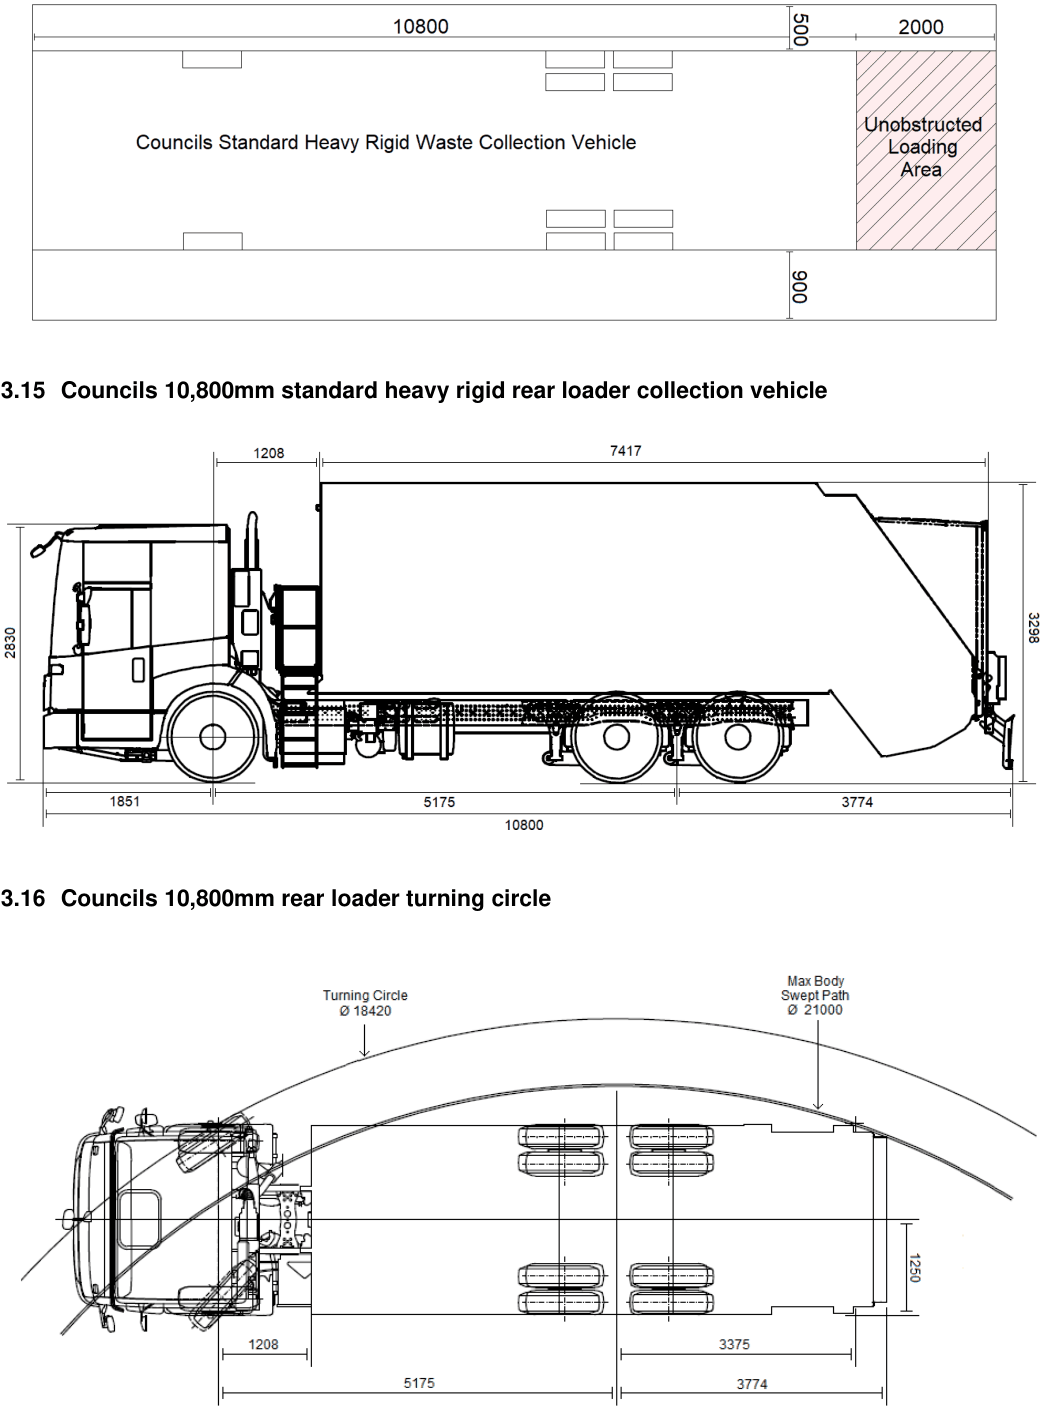 10800
500
2000
Councils Standard Heavy Rigid Waste Collection Vehicle
Unobstructed
Loading
Area
900
3.15 Councils 10,800mm standard heavy rigid rear loader collection vehicle
1208
7417
2830
3298
1851
5175
3774
10800
3.16 Councils 10,800mm rear loader turning circle
Turning Circle
Ø 18420
Max Body
Swept Path
Ø 21000
1250
1208
3375
5175
3774